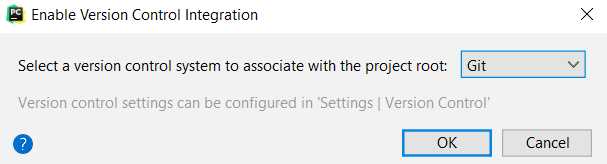 PC Enable Version Control Integration
Select a version control system to associate with the project root: Git
Version control settings can be configured in 'Settings | Version Control'
? OK Cancel